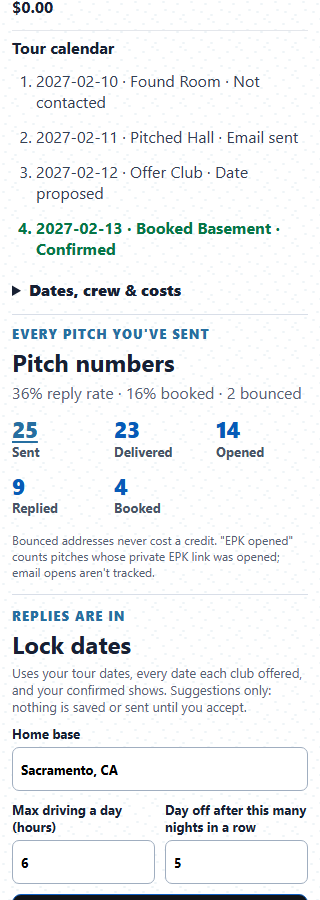 $0.00
Tour calendar
1. 2027-02-10 · Found Room · Not
contacted
2. 2027-02-11 · Pitched Hall · Email sent
3. 2027-02-12 · Offer Club · Date
proposed
4. 2027-02-13 · Booked Basement ·
Confirmed
▶ Dates, crew & costs
EVERY PITCH YOU'VE SENT
Pitch numbers
36% reply rate · 16% booked · 2 bounced
25 23 14
Sent Delivered Opened
9 4
Replied Booked
Bounced addresses never cost a credit. "EPK opened"
counts pitches whose private EPK link was opened;
email opens aren't tracked.
REPLIES ARE IN
Lock dates
Uses your tour dates, every date each club offered,
and your confirmed shows. Suggestions only:
nothing is saved or sent until you accept.
Home base
Sacramento, CA
Max driving a day
(hours)
Day off after this many
nights in a row
6 5